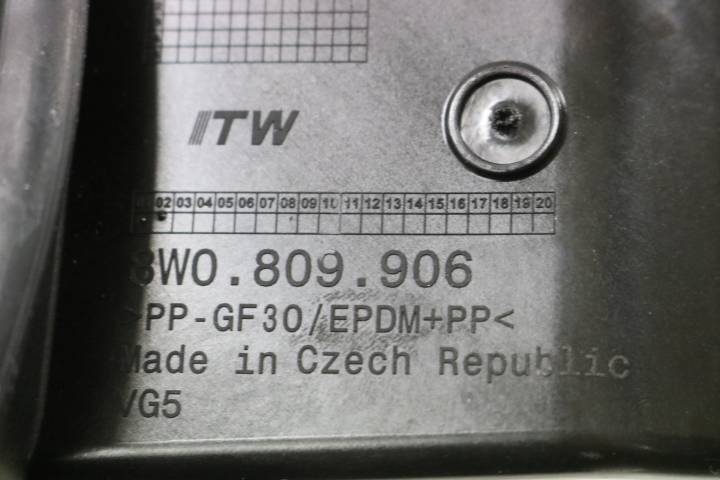 ITW
02 03 04 05 06 07 08 09 10 11 12 13 14 15 16 17 18 19 20
8W0.809.906
>PP-GF30/EPDM+PP<
Made in Czech Republic
VG5